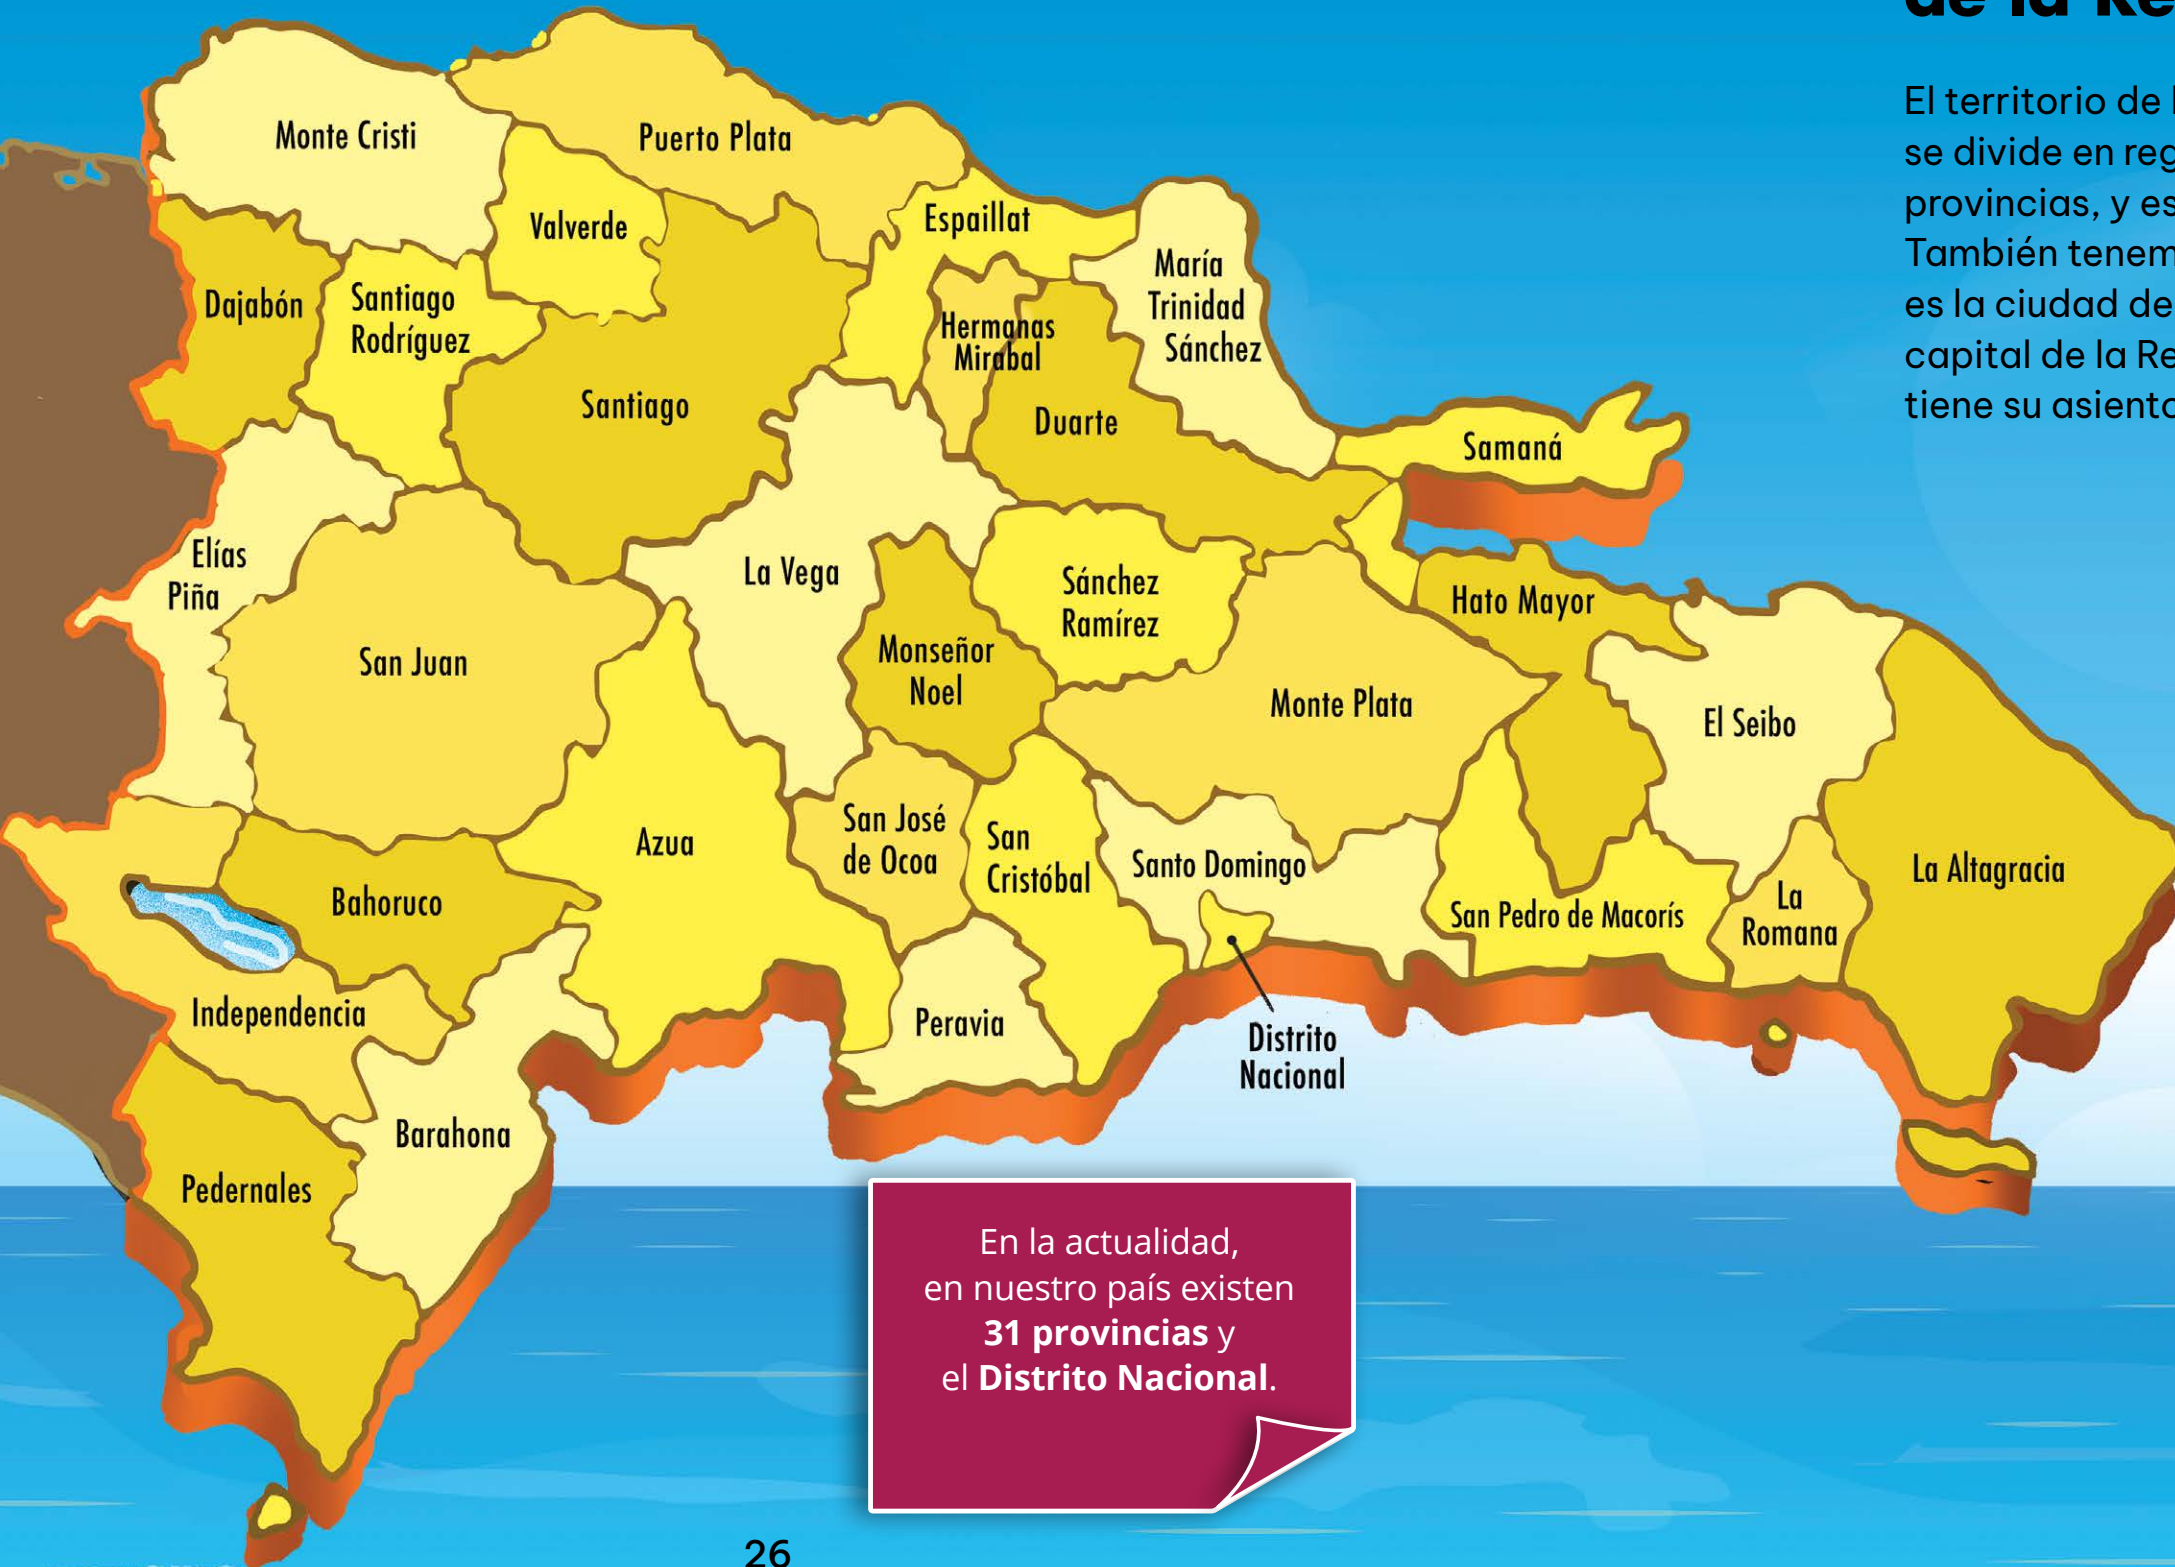 de la Re
El territorio de
se divide en reg
provincias, y es
También tenem
es la ciudad de
capital de la Re
tiene su asiento
Monte Cristi
Puerto Plata
Valverde
Espaillat
María
Trinidad
Sánchez
Dajabón
Santiago
Rodríguez
Hermanas
Mirabal
Santiago
Duarte
Samaná
Elías
Piña
La Vega
Sánchez
Ramírez
Hato Mayor
San Juan
Monseñor
Noel
Monte Plata
El Seibo
Azua
San José
de Ocoa
San
Cristóbal
Santo Domingo
La Altagracia
Bahoruco
San Pedro de Macorís
La
Romana
Independencia
Peravia
Distrito
Nacional
Barahona
Pedernales
En la actualidad,
en nuestro país existen
31 provincias y
el Distrito Nacional.
26